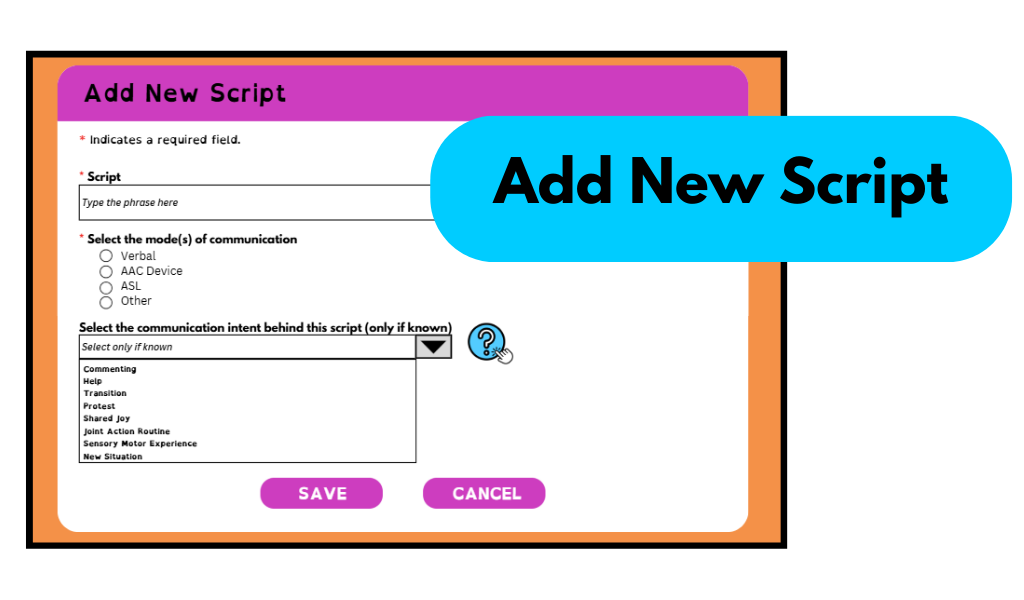 Add New Script
* Indicates a required field.
Add New Script
* Script
Type the phrase here
* Select the mode(s) of communication
Verbal
AAC Device
ASL
Other
Select the communication intent behind this script (only if known)
Select only if known
?
Commenting
Help
Transition
Protest
Shared Joy
Joint Action Routine
Sensory Motor Experience
New Situation
SAVE CANCEL